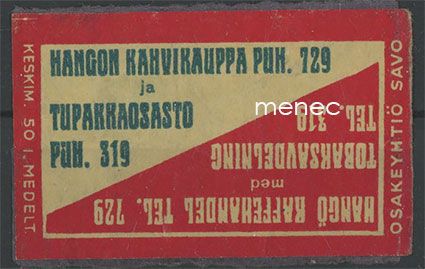 HANGON KAHVIKAUPPA PUH. 729
ja
TUPAKKAOSASTO
PUH. 319
HANGÖ KAFFEHANDEL TEL. 729
med
TOBAKSAVDELNING
TEL. 319
KESKIM. 50 I. MEDELT.
OSAKEYHTIÖ SAVO
menec